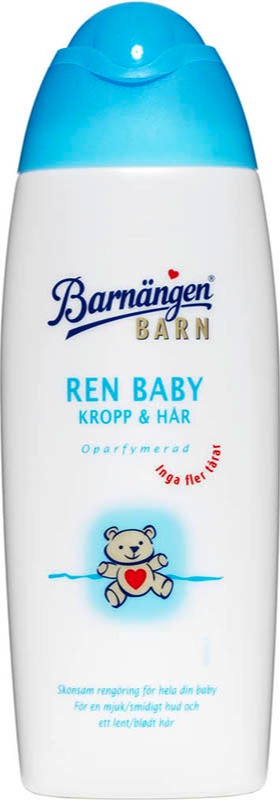 Barnängen®
BARN
REN BABY
KROPP & HÅR
Oparfymerad
Inga fler tårar
Skonsam rengöring för hela din baby
För en mjuk/smidigt hud och
ett lent/blødt hår